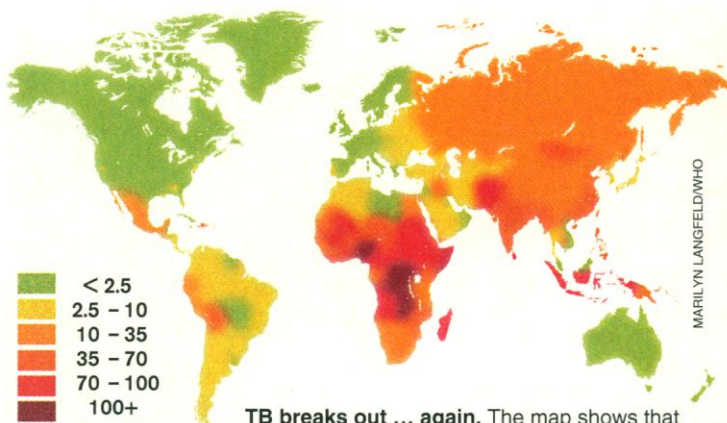 MARILYN LANGFELD/WHO
< 2.5
2.5 – 10
10 – 35
35 – 70
70 – 100
100+
TB breaks out ... again. The map shows that